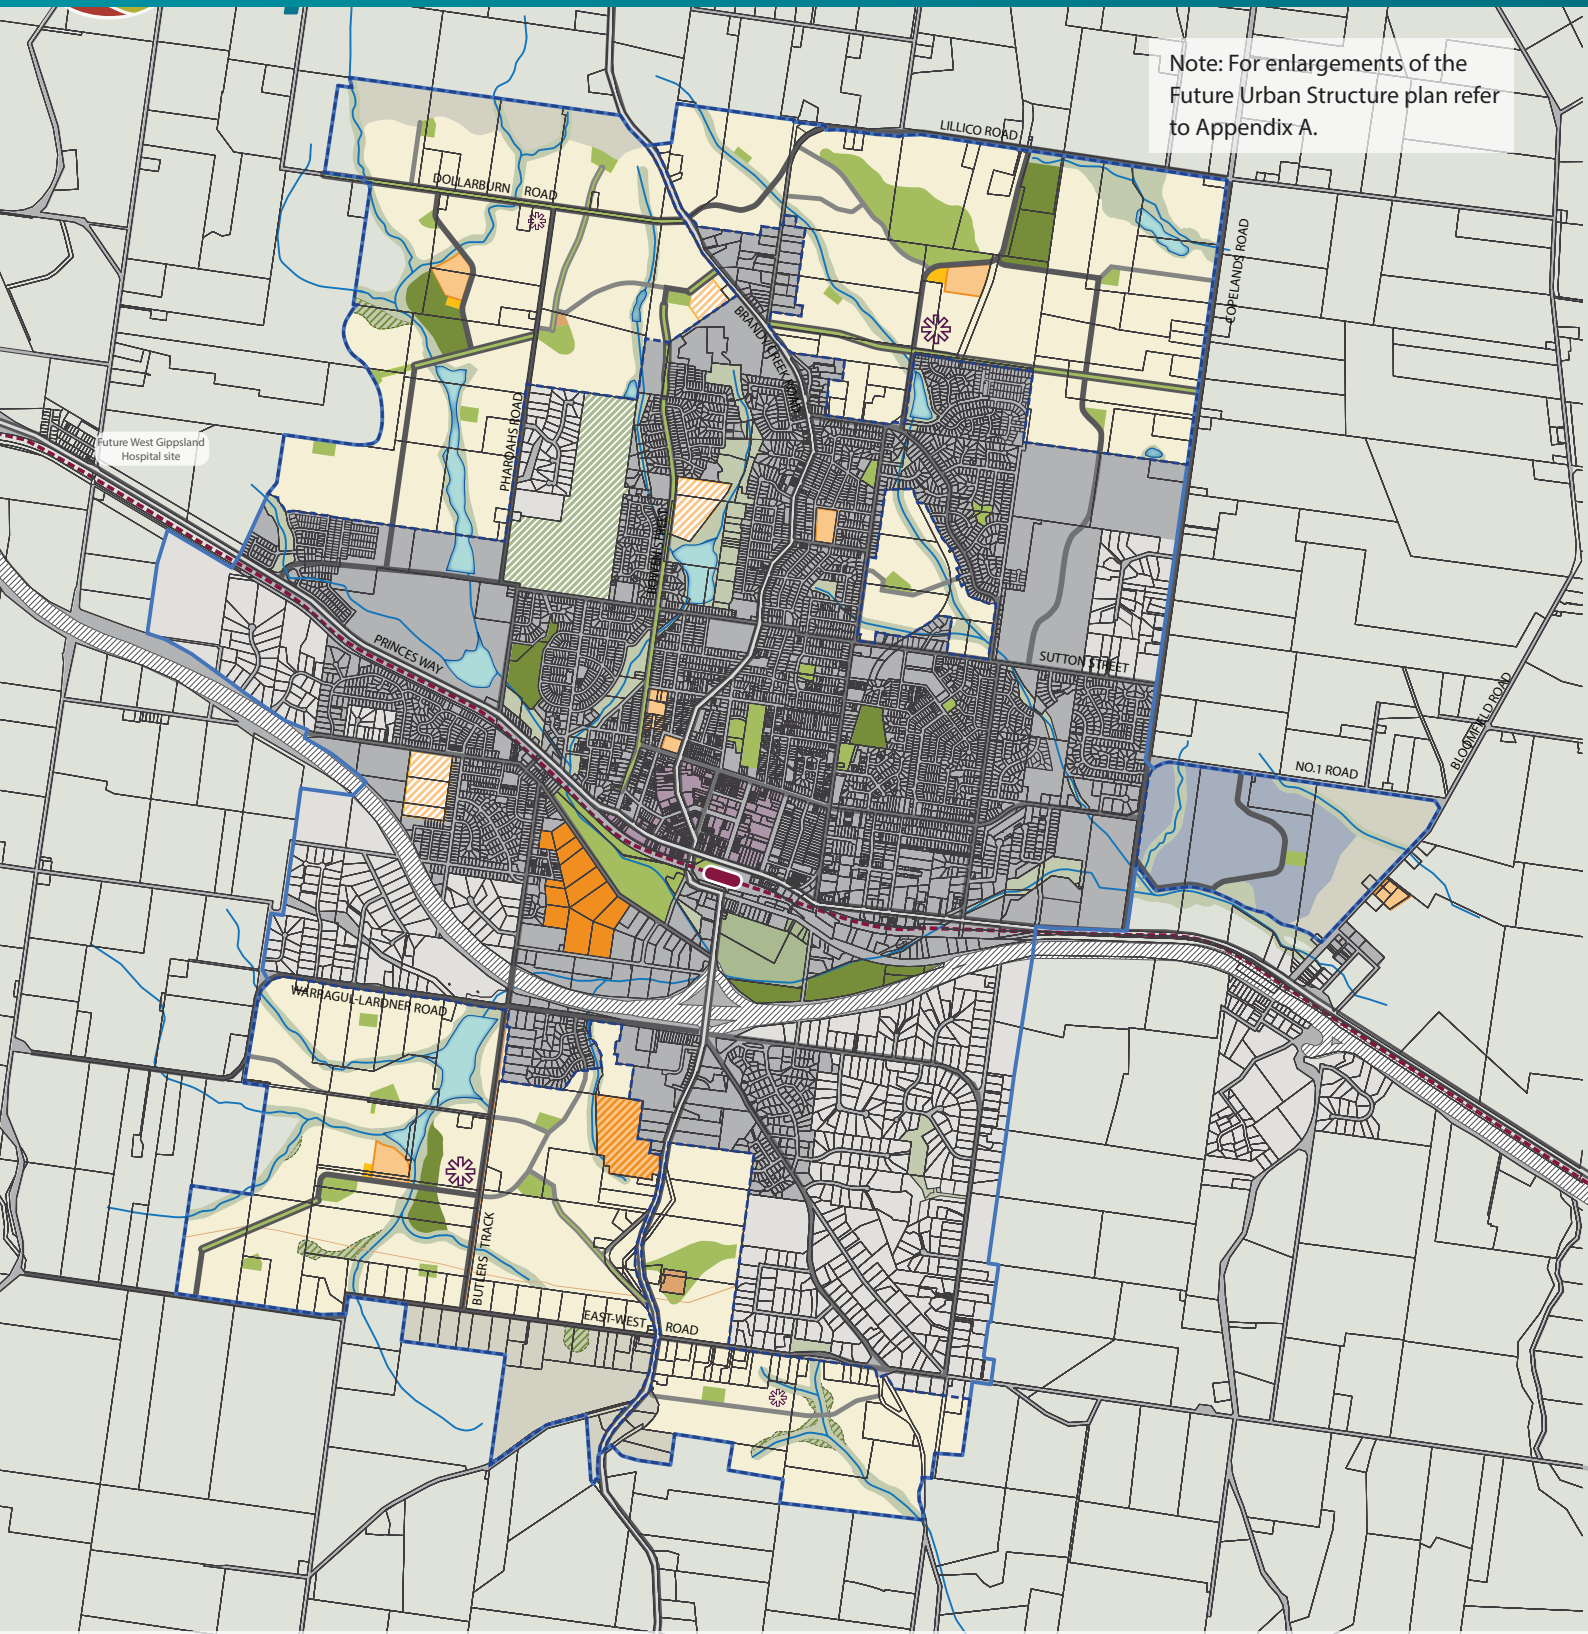 Note: For enlargements of the
Future Urban Structure plan refer
to Appendix A.
LILLICO ROAD
DOLLARBURN ROAD
COPELANDS ROAD
BRANDY CREEK ROAD
Future West Gippsland
Hospital site
PHAROAHS ROAD
PRINCES WAY
SUTTON STREET
BLOOMFIELD ROAD
NO.1 ROAD
WARRAGUL-LARDNER ROAD
BUTLERS TRACK
EAST-WEST ROAD